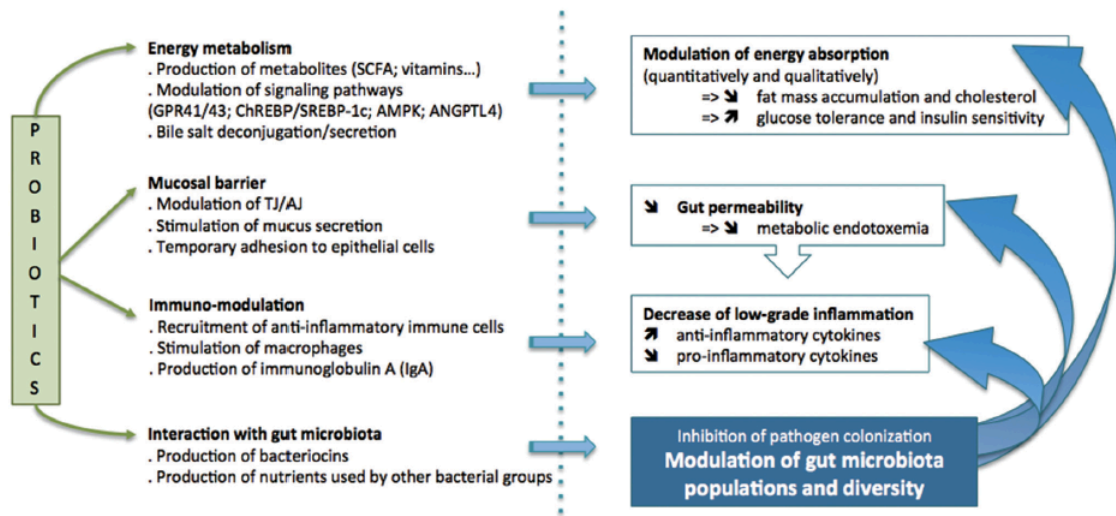 PROBIOTICS
Energy metabolism
. Production of metabolites (SCFA; vitamins...)
. Modulation of signaling pathways
(GPR41/43; ChREBP/SREBP-1c; AMPK; ANGPTL4)
. Bile salt deconjugation/secretion
Modulation of energy absorption
(quantitatively and qualitatively)
=> ↘ fat mass accumulation and cholesterol
=> ↗ glucose tolerance and insulin sensitivity
Mucosal barrier
. Modulation of TJ/AJ
. Stimulation of mucus secretion
. Temporary adhesion to epithelial cells
↘ Gut permeability
=> ↘ metabolic endotoxemia
Immuno-modulation
. Recruitment of anti-inflammatory immune cells
. Stimulation of macrophages
. Production of immunoglobulin A (IgA)
Decrease of low-grade inflammation
↗ anti-inflammatory cytokines
↘ pro-inflammatory cytokines
Interaction with gut microbiota
. Production of bacteriocins
. Production of nutrients used by other bacterial groups
Inhibition of pathogen colonization
Modulation of gut microbiota
populations and diversity